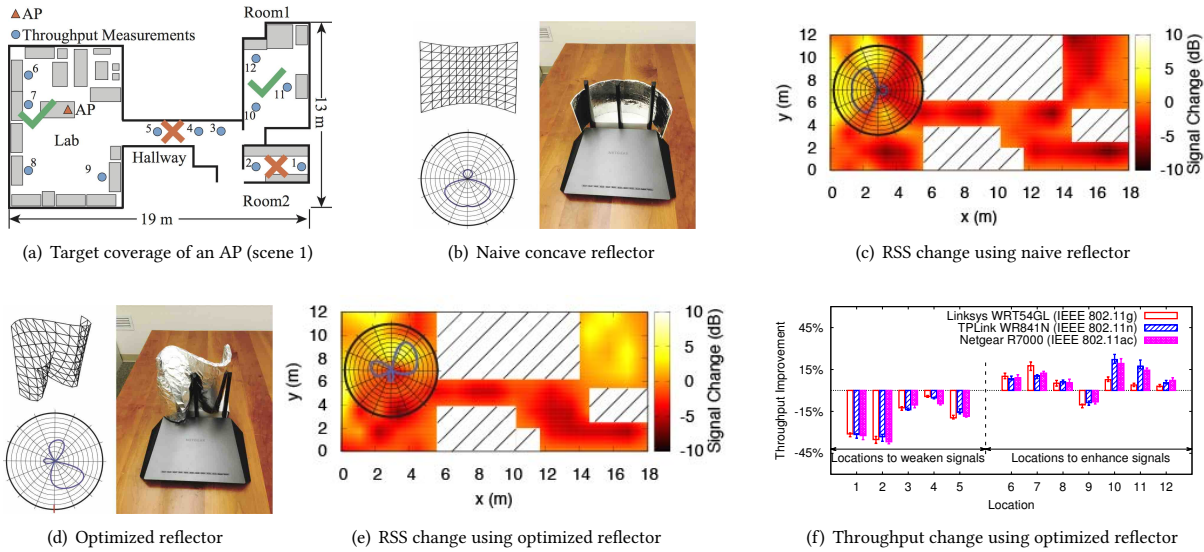 AP
Throughput Measurements
Room1
6
7
AP
Lab
8
9
5
4
3
Hallway
12
11
10
2
1
Room2
13 m
19 m
(a) Target coverage of an AP (scene 1)
(b) Naive concave reflector
12
10
8
6
4
2
0
y (m)
0 2 4 6 8 10 12 14 16 18
x (m)
10
5
0
-5
-10
Signal Change (dB)
(c) RSS change using naive reflector
(d) Optimized reflector
12
10
8
6
4
2
0
y (m)
0 2 4 6 8 10 12 14 16 18
x (m)
10
5
0
-5
-10
Signal Change (dB)
(e) RSS change using optimized reflector
Linksys WRT54GL (IEEE 802.11g)
TPLink WR841N (IEEE 802.11n)
Netgear R7000 (IEEE 802.11ac)
45%
15%
-15%
-45%
Throughput Improvement
Locations to weaken signals
Locations to enhance signals
1 2 3 4 5 6 7 8 9 10 11 12
Location
(f) Throughput change using optimized reflector